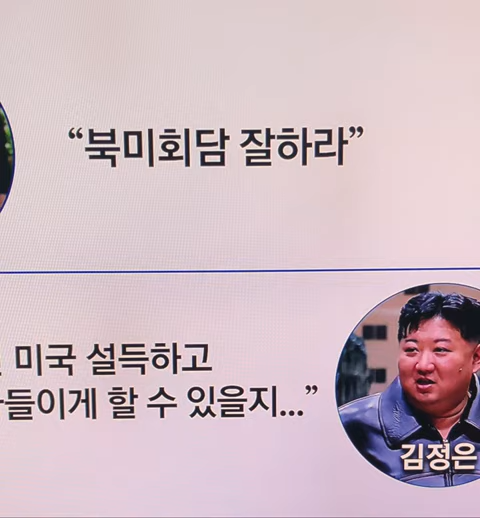 “북미회담 잘하라”
미국 설득하고
들이게 할 수 있을지...”
김정은